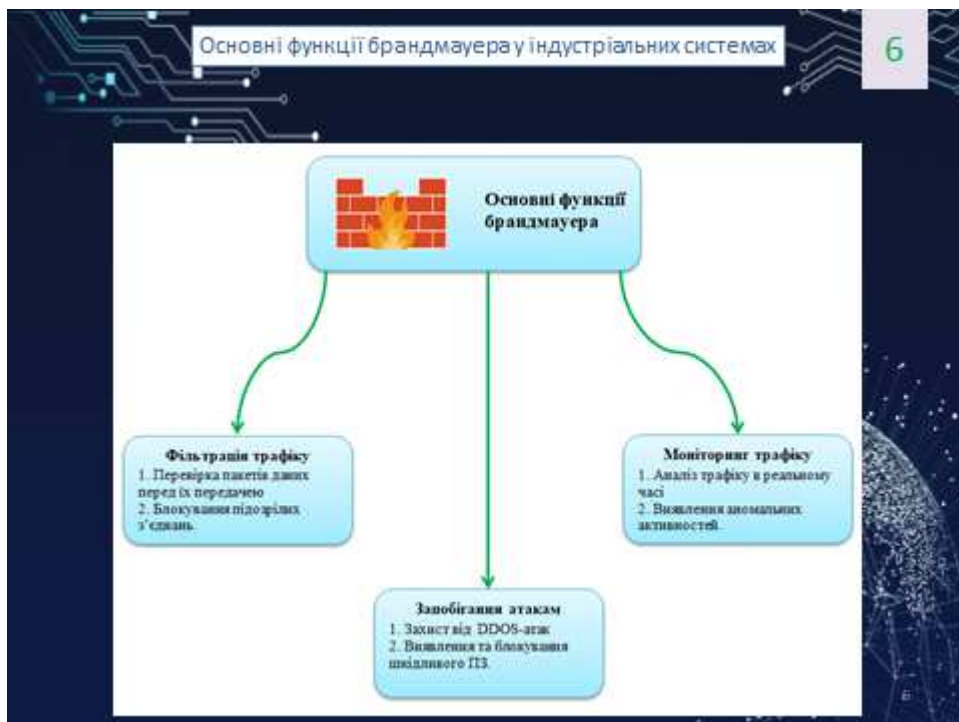 Основні функції брандмауера у індустріальних системах
6
Основні функції
брандмауера
Фільтрація трафіку
1. Перевірка пакетів даних
перед їх передачею
2. Блокування підозрілих
з’єднань.
Моніторинг трафіку
1. Аналіз трафіку в реальному
часі
2. Виявлення аномальних
активностей.
Запобігання атакам
1. Захист від DDOS-атак
2. Виявлення та блокування
шкідливого ПЗ.
6